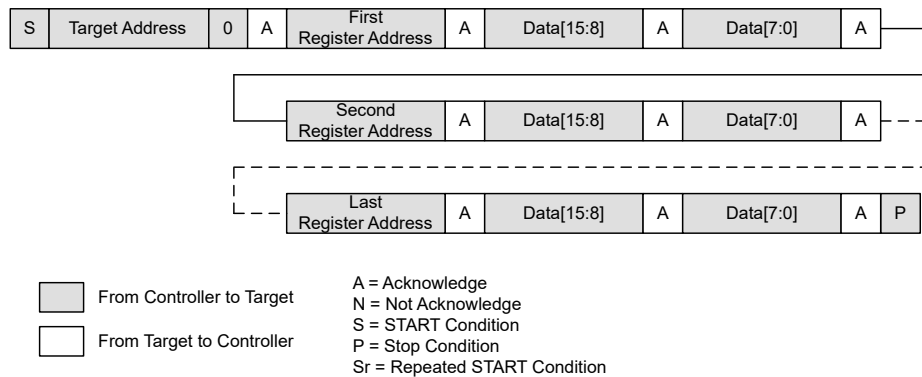 S Target Address 0 A First Register Address A Data[15:8] A Data[7:0] A
Second Register Address A Data[15:8] A Data[7:0] A
Last Register Address A Data[15:8] A Data[7:0] A P
From Controller to Target
From Target to Controller
A = Acknowledge
N = Not Acknowledge
S = START Condition
P = Stop Condition
Sr = Repeated START Condition